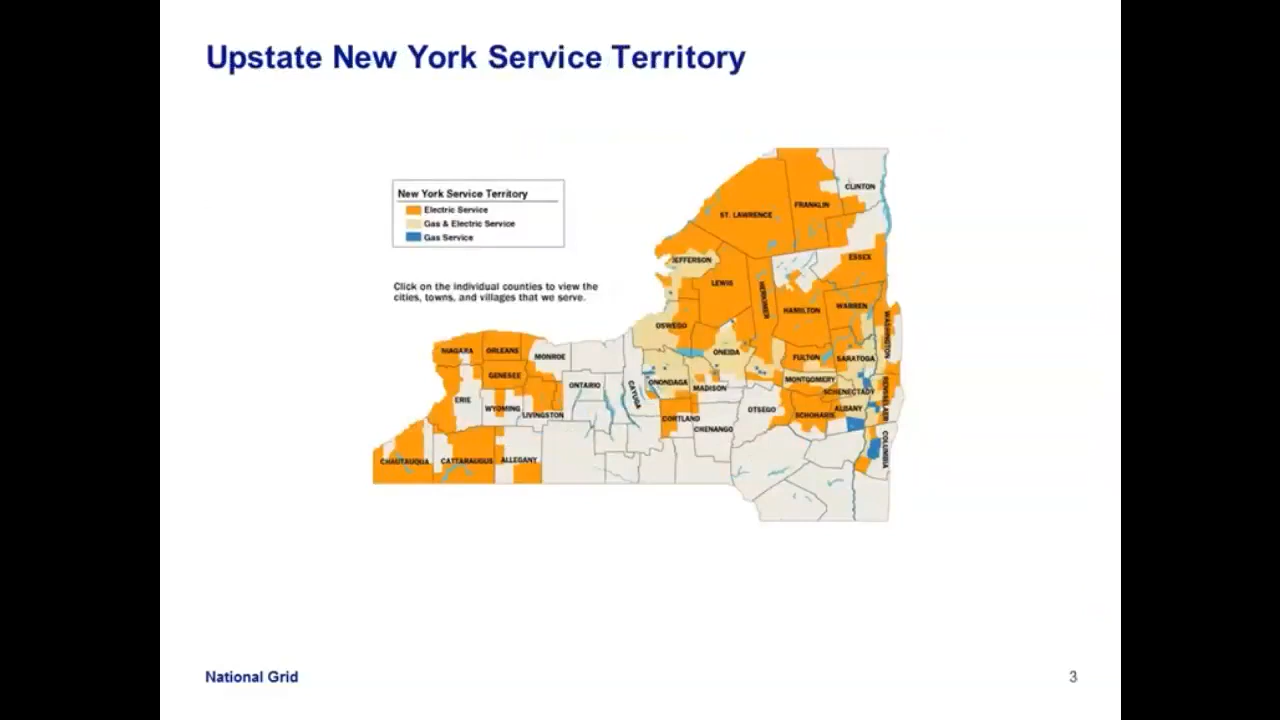 Upstate New York Service Territory
New York Service Territory
Electric Service
Gas & Electric Service
Gas Service
Click on the individual counties to view the
cities, towns, and villages that we serve.
CLINTON
FRANKLIN
ST. LAWRENCE
ESSEX
JEFFERSON
LEWIS
HERKIMER
HAMILTON
WARREN
WASHINGTON
OSWEGO
ONEIDA
FULTON
SARATOGA
NIAGARA
ORLEANS
MONROE
GENESEE
ONTARIO
CAYUGA
ONONDAGA
MADISON
MONTGOMERY
SCHENECTADY
RENSSELAER
ERIE
WYOMING
LIVINGSTON
CORTLAND
OTSEGO
SCHOHARIE
ALBANY
CHENANGO
COLUMBIA
CHAUTAUQUA
CATTARAUGUS
ALLEGANY
National Grid
3